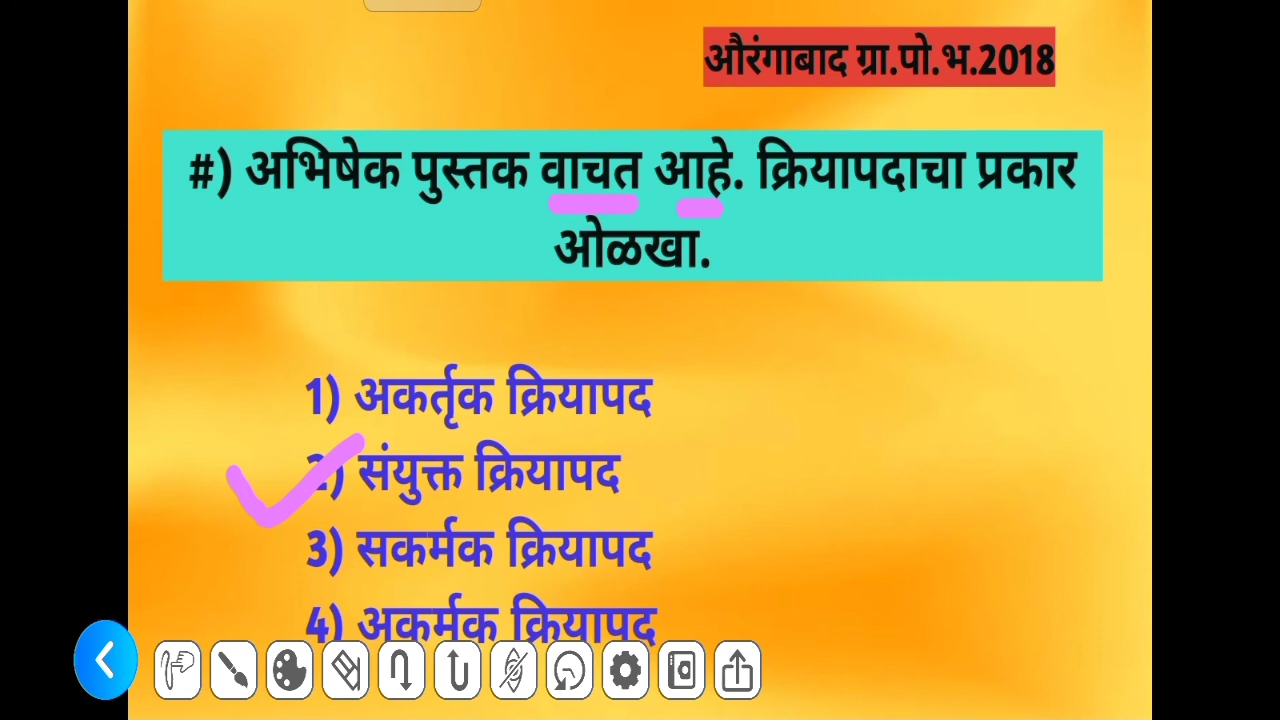 औरंगाबाद ग्रा.पो.भ.2018
#) अभिषेक पुस्तक वाचत आहे. क्रियापदाचा प्रकार
ओळखा.
1) अकर्तृक क्रियापद
2) संयुक्त क्रियापद
3) सकर्मक क्रियापद
4) अकर्मक क्रियापद